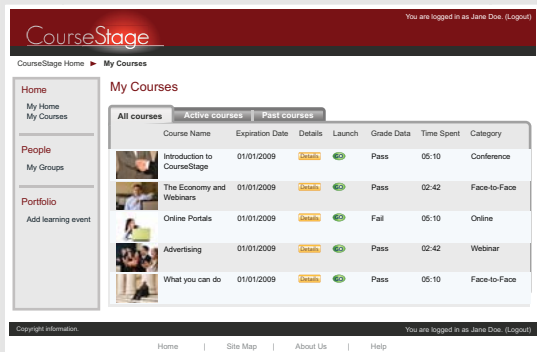 You are logged in as Jane Doe. (Logout)
CourseStage
CourseStage Home ► My Courses
Home
My Home
My Courses
People
My Groups
Portfolio
Add learning event
My Courses
All courses Active courses Past courses
Course Name Expiration Date Details Launch Grade Data Time Spent Category
Introduction to CourseStage 01/01/2009 Details GO Pass 05:10 Conference
The Economy and Webinars 01/01/2009 Details GO Pass 02:42 Face-to-Face
Online Portals 01/01/2009 Details GO Fail 05:10 Online
Advertising 01/01/2009 Details GO Pass 02:42 Webinar
What you can do 01/01/2009 Details GO Pass 05:10 Face-to-Face
Copyright information. You are logged in as Jane Doe. (Logout)
Home | Site Map | About Us | Help